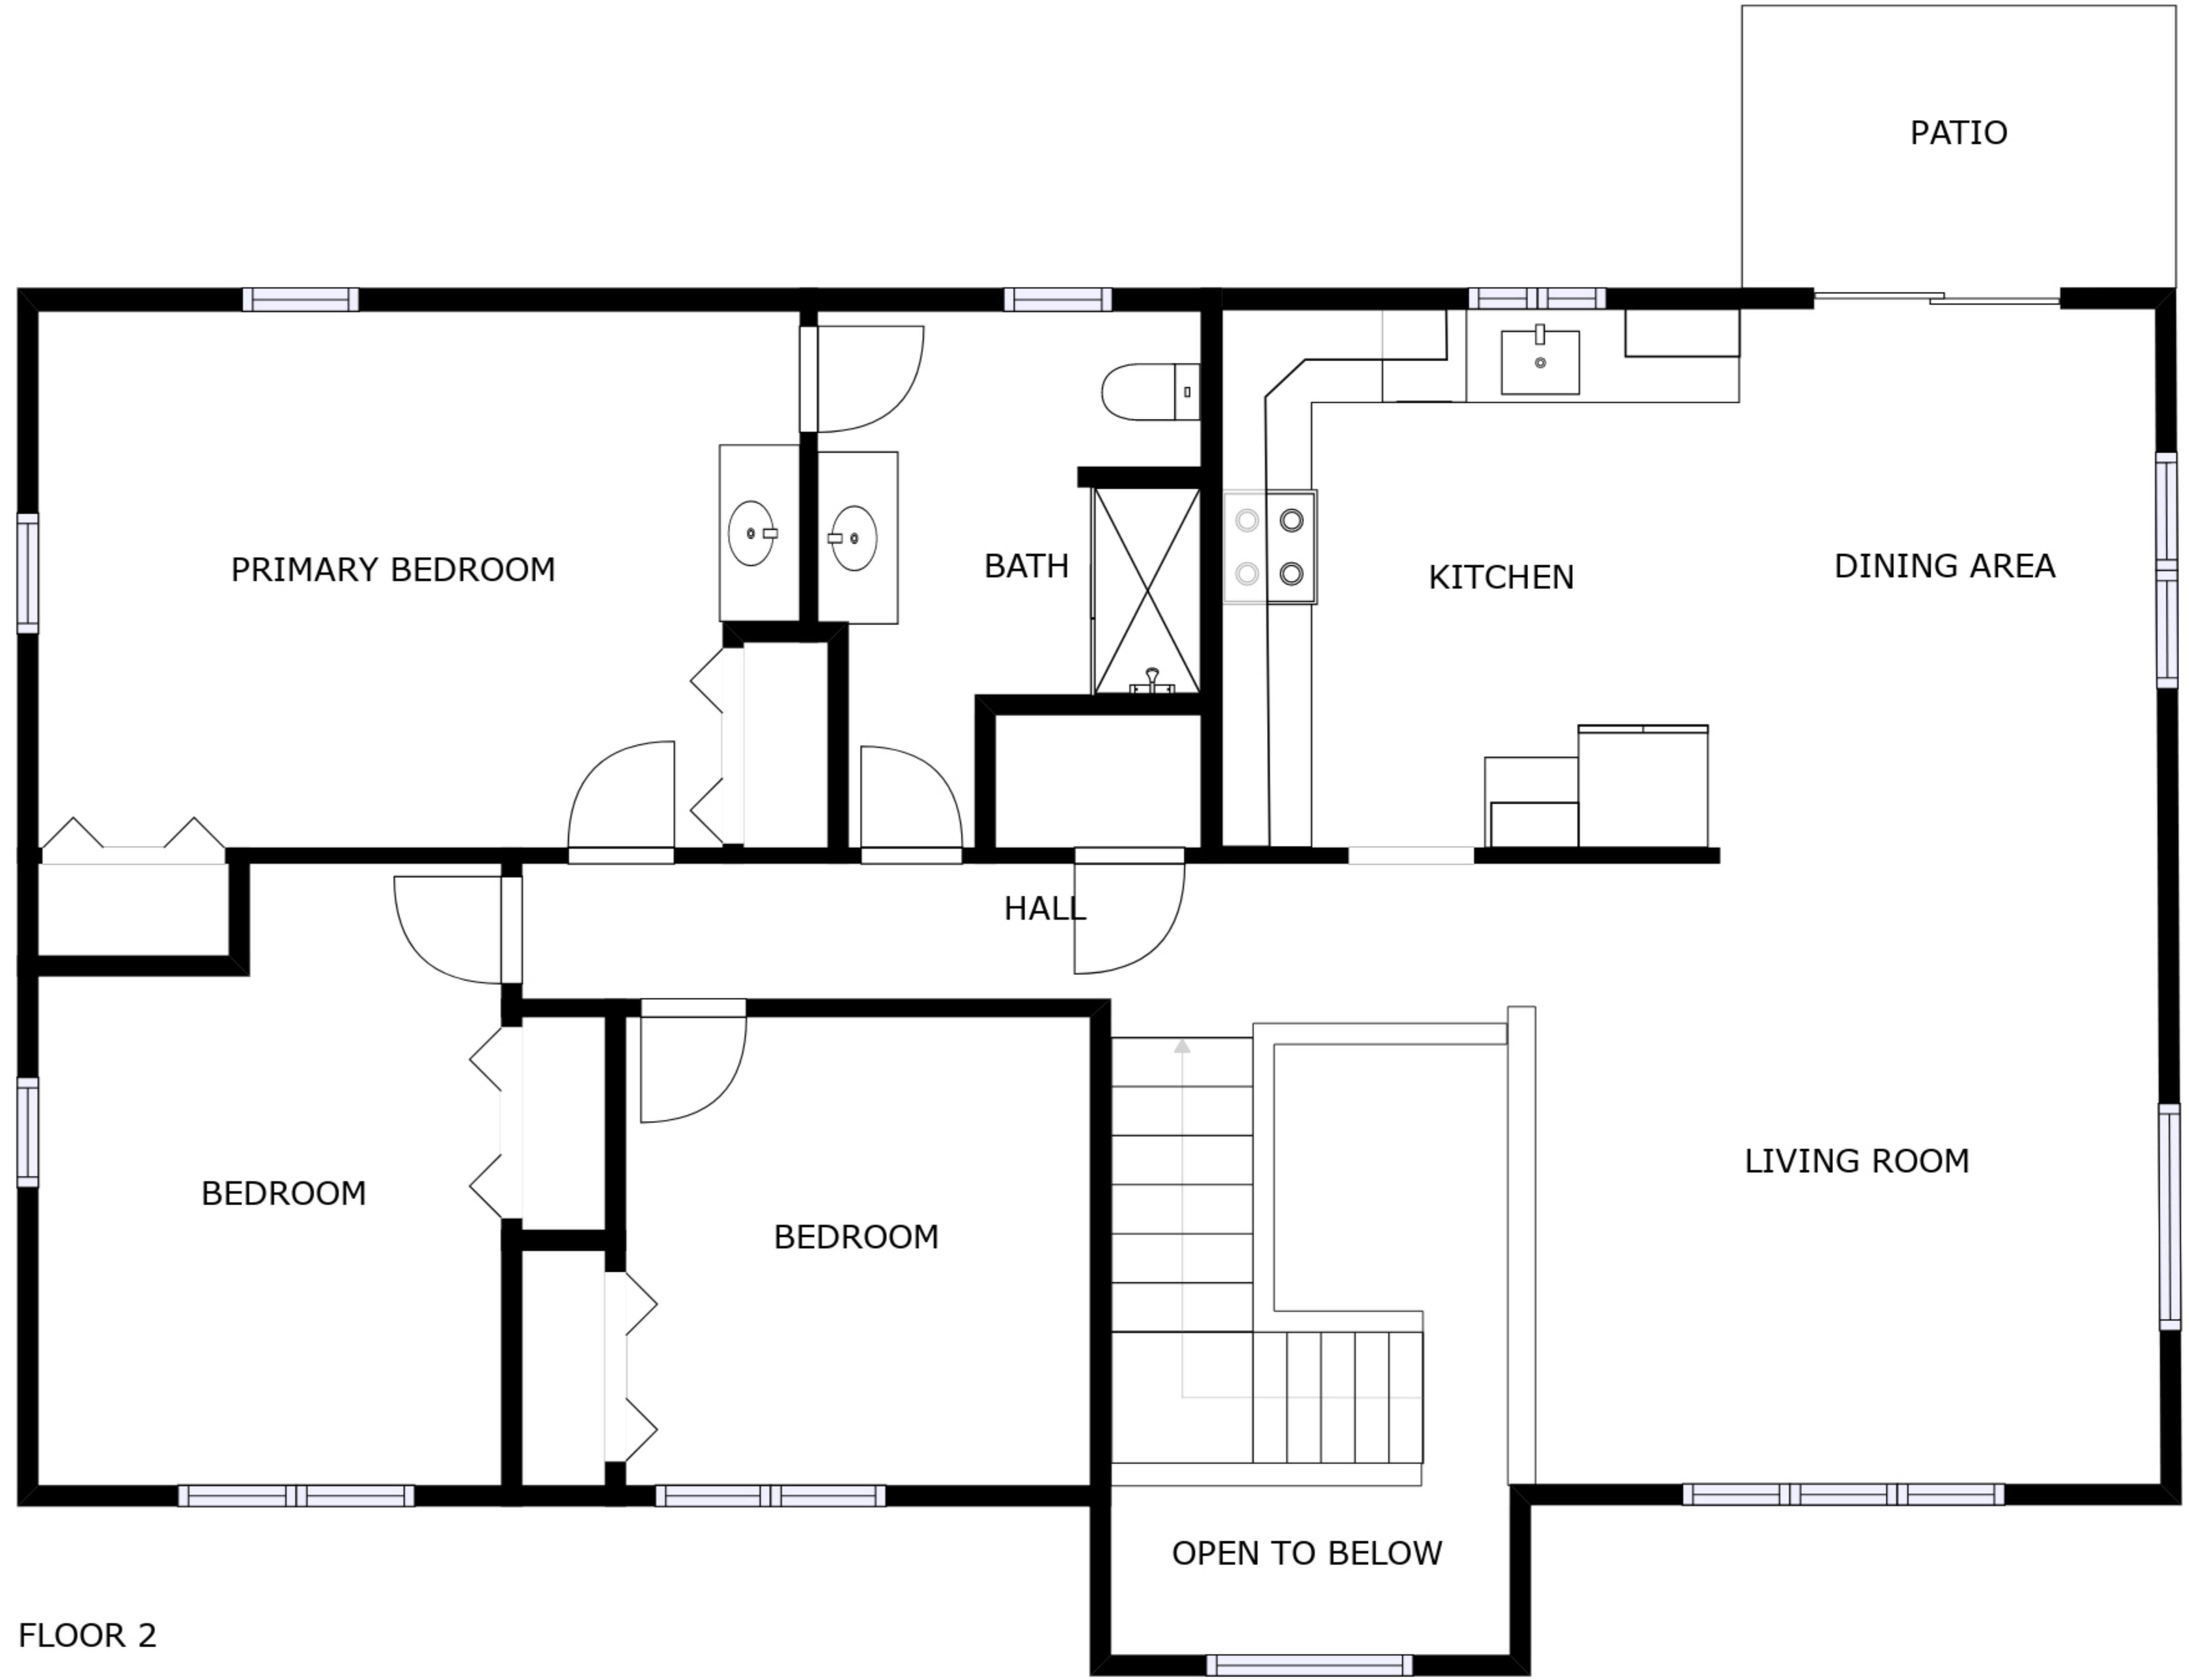 PATIO
PRIMARY BEDROOM
BATH
KITCHEN
DINING AREA
HALL
BEDROOM
BEDROOM
LIVING ROOM
OPEN TO BELOW
FLOOR 2